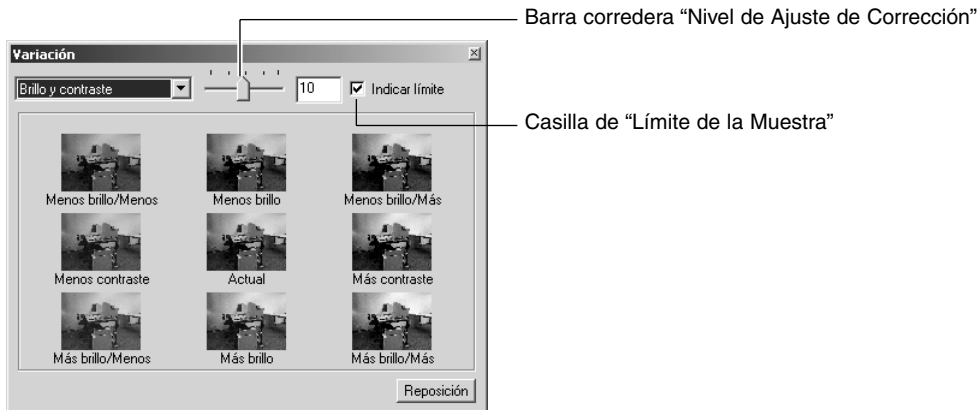 Barra corredera “Nivel de Ajuste de Corrección”
Variación
Brillo y contraste
10
Indicar límite
Casilla de “Límite de la Muestra”
Menos brillo/Menos
Menos brillo
Menos brillo/Más
Menos contraste
Actual
Más contraste
Más brillo/Menos
Más brillo
Más brillo/Más
Reposición